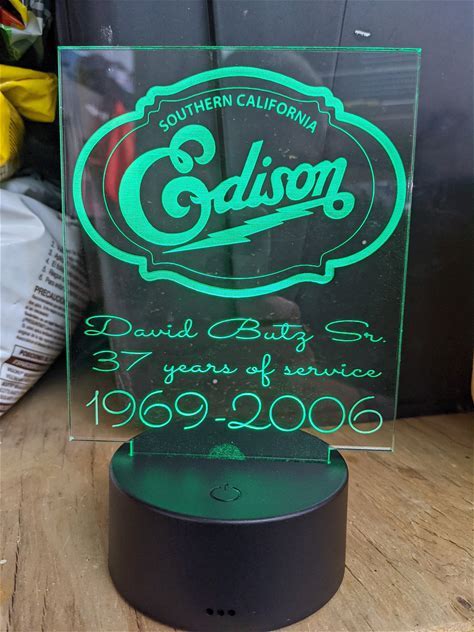 SOUTHERN CALIFORNIA
Edison
David Butz Sr.
37 years of service
1969-2006